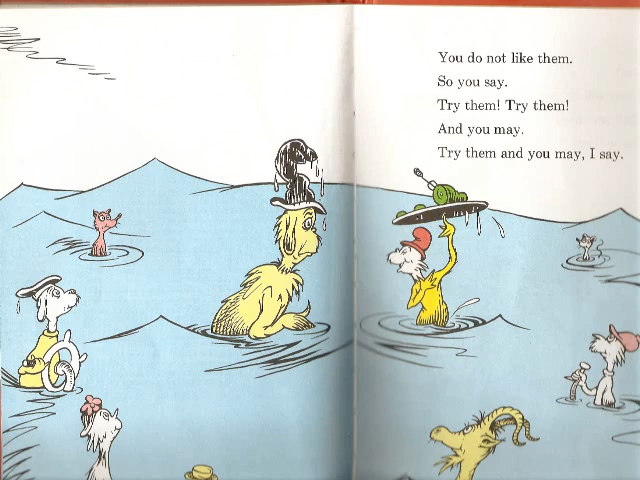 You do not like them.
So you say.
Try them! Try them!
And you may.
Try them and you may, I say.